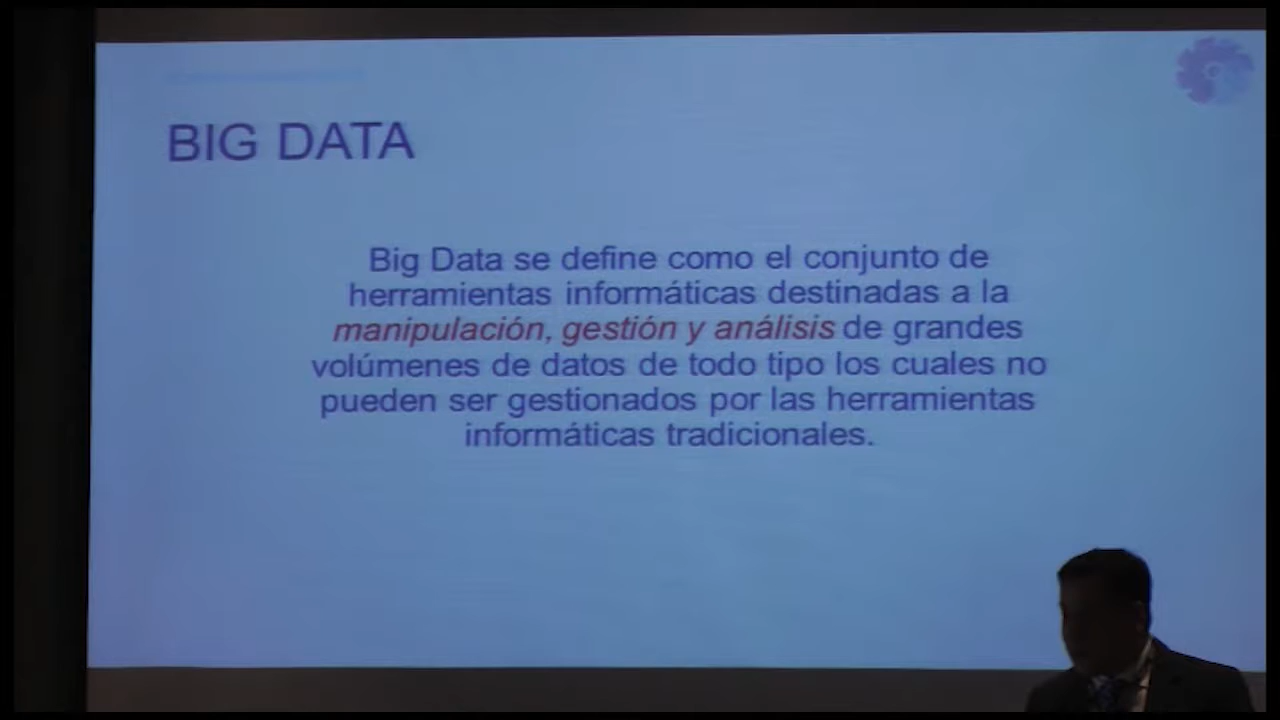 BIG DATA
Big Data se define como el conjunto de
herramientas informáticas destinadas a la
manipulación, gestión y análisis de grandes
volúmenes de datos de todo tipo los cuales no
pueden ser gestionados por las herramientas
informáticas tradicionales.